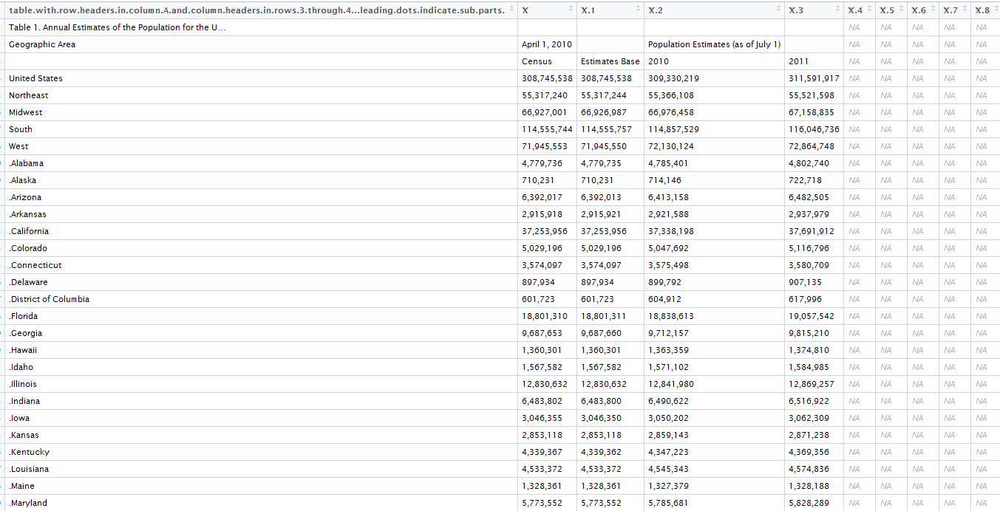 table.with.row.headers.in.column.A.and.column.headers.in.rows.3.through.4...leading.dots.indicate.sub.parts. X X.1 X.2 X.3 X.4 X.5 X.6 X.7 X.8
Table 1. Annual Estimates of the Population for the U... NA NA NA NA NA
Geographic Area April 1, 2010 Population Estimates (as of July 1) NA NA NA NA NA
Census Estimates Base 2010 2011 NA NA NA NA NA
United States 308,745,538 308,745,538 309,330,219 311,591,917 NA NA NA NA NA
Northeast 55,317,240 55,317,244 55,366,108 55,521,598 NA NA NA NA NA
Midwest 66,927,001 66,926,987 66,976,458 67,158,835 NA NA NA NA NA
South 114,555,744 114,555,757 114,857,529 116,046,736 NA NA NA NA NA
West 71,945,553 71,945,550 72,130,124 72,864,748 NA NA NA NA NA
.Alabama 4,779,736 4,779,735 4,785,401 4,802,740 NA NA NA NA NA
.Alaska 710,231 710,231 714,146 722,718 NA NA NA NA NA
.Arizona 6,392,017 6,392,013 6,413,158 6,482,505 NA NA NA NA NA
.Arkansas 2,915,918 2,915,921 2,921,588 2,937,979 NA NA NA NA NA
.California 37,253,956 37,253,956 37,338,198 37,691,912 NA NA NA NA NA
.Colorado 5,029,196 5,029,196 5,047,692 5,116,796 NA NA NA NA NA
.Connecticut 3,574,097 3,574,097 3,575,498 3,580,709 NA NA NA NA NA
.Delaware 897,934 897,934 899,792 907,135 NA NA NA NA NA
.District of Columbia 601,723 601,723 604,912 617,996 NA NA NA NA NA
.Florida 18,801,310 18,801,311 18,838,613 19,057,542 NA NA NA NA NA
.Georgia 9,687,653 9,687,660 9,712,157 9,815,210 NA NA NA NA NA
.Hawaii 1,360,301 1,360,301 1,363,359 1,374,810 NA NA NA NA NA
.Idaho 1,567,582 1,567,582 1,571,102 1,584,985 NA NA NA NA NA
.Illinois 12,830,632 12,830,632 12,841,980 12,869,257 NA NA NA NA NA
.Indiana 6,483,802 6,483,800 6,490,622 6,516,922 NA NA NA NA NA
.Iowa 3,046,355 3,046,350 3,050,202 3,062,309 NA NA NA NA NA
.Kansas 2,853,118 2,853,118 2,859,143 2,871,238 NA NA NA NA NA
.Kentucky 4,339,367 4,339,362 4,347,223 4,369,356 NA NA NA NA NA
.Louisiana 4,533,372 4,533,372 4,545,343 4,574,836 NA NA NA NA NA
.Maine 1,328,361 1,328,361 1,327,379 1,328,188 NA NA NA NA NA
.Maryland 5,773,552 5,773,552 5,785,681 5,828,289 NA NA NA NA NA